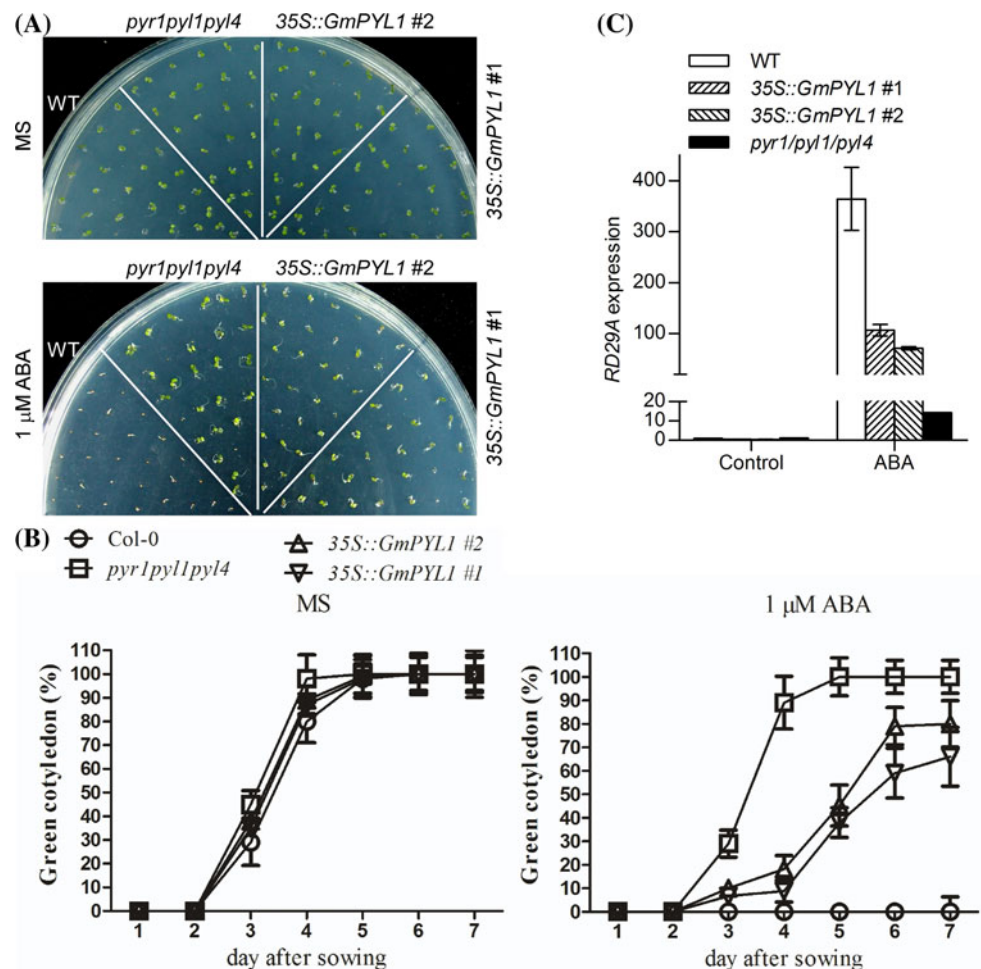 (A)
pyr1pyl1pyl4 35S::GmPYL1 #2
WT
MS
35S::GmPYL1 #1
pyr1pyl1pyl4 35S::GmPYL1 #2
WT
1 μM ABA
35S::GmPYL1 #1
(C)
WT
35S::GmPYL1 #1
35S::GmPYL1 #2
pyr1/pyl1/pyl4
RD29A expression
400
300
200
100
20
10
0
Control ABA
(B)
Col-0
pyr1pyl1pyl4
35S::GmPYL1 #2
35S::GmPYL1 #1
MS
Green cotyledon (%)
110
100
90
80
70
60
50
40
30
20
10
0
1 2 3 4 5 6 7
day after sowing
1 μM ABA
Green cotyledon (%)
110
100
90
80
70
60
50
40
30
20
10
0
1 2 3 4 5 6 7
day after sowing